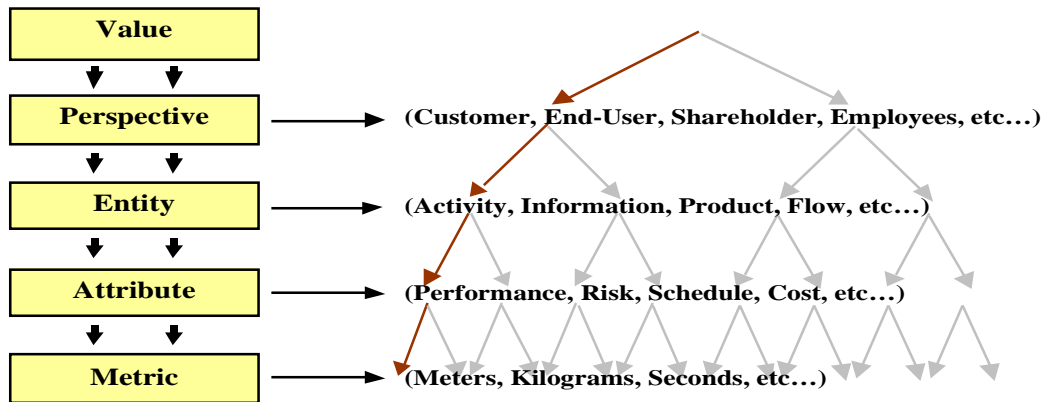 Value
Perspective
(Customer, End-User, Shareholder, Employees, etc…)
Entity
(Activity, Information, Product, Flow, etc…)
Attribute
(Performance, Risk, Schedule, Cost, etc…)
Metric
(Meters, Kilograms, Seconds, etc…)